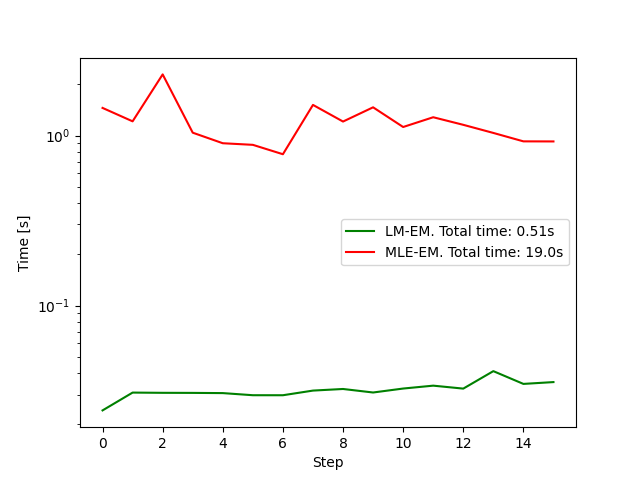 10⁰
10⁻¹
Time [s]
LM-EM. Total time: 0.51s
MLE-EM. Total time: 19.0s
0 2 4 6 8 10 12 14
Step